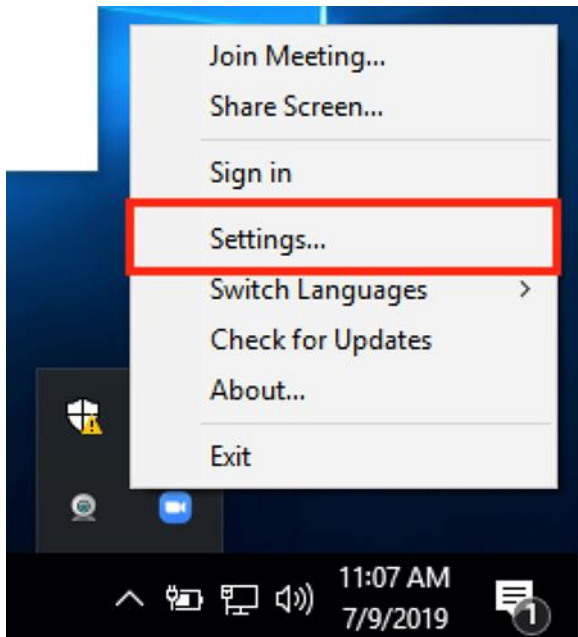 Join Meeting...
Share Screen...
Sign in
Settings...
Switch Languages
Check for Updates
About...
Exit
11:07 AM
7/9/2019
1